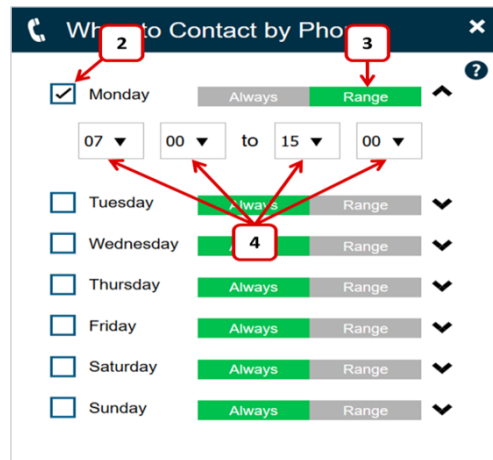 Wh to Contact by Pho
2
3
?
Monday Always Range
07 00 to 15 00
Tuesday Always Range
Wednesday Range
4
Thursday Always Range
Friday Always Range
Saturday Always Range
Sunday Always Range